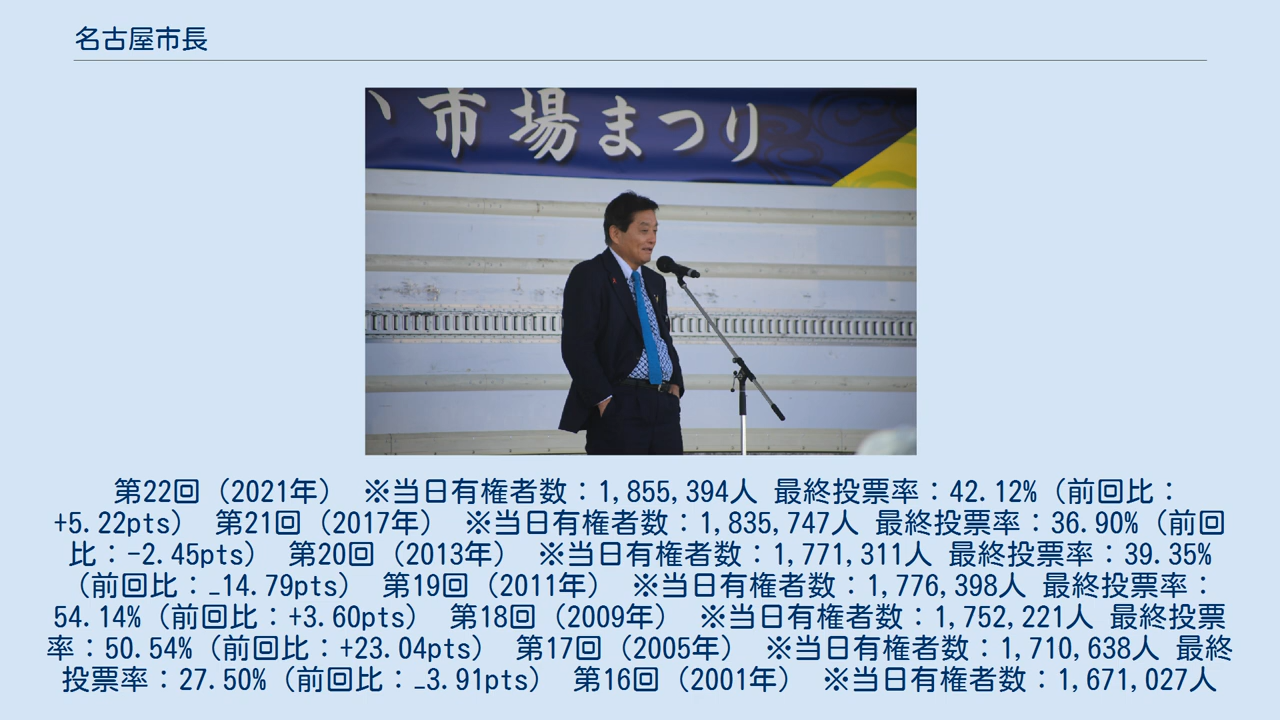 名古屋市長
、市場まつり
第22回（2021年） ※当日有権者数：1,855,394人 最終投票率：42.12%（前回比：
+5.22pts） 第21回（2017年） ※当日有権者数：1,835,747人 最終投票率：36.90%（前回
比：-2.45pts） 第20回（2013年） ※当日有権者数：1,771,311人 最終投票率：39.35%
（前回比：₋14.79pts） 第19回（2011年） ※当日有権者数：1,776,398人 最終投票率：
54.14%（前回比：+3.60pts） 第18回（2009年） ※当日有権者数：1,752,221人 最終投票
率：50.54%（前回比：+23.04pts） 第17回（2005年） ※当日有権者数：1,710,638人 最終
投票率：27.50%（前回比：₋3.91pts） 第16回（2001年） ※当日有権者数：1,671,027人